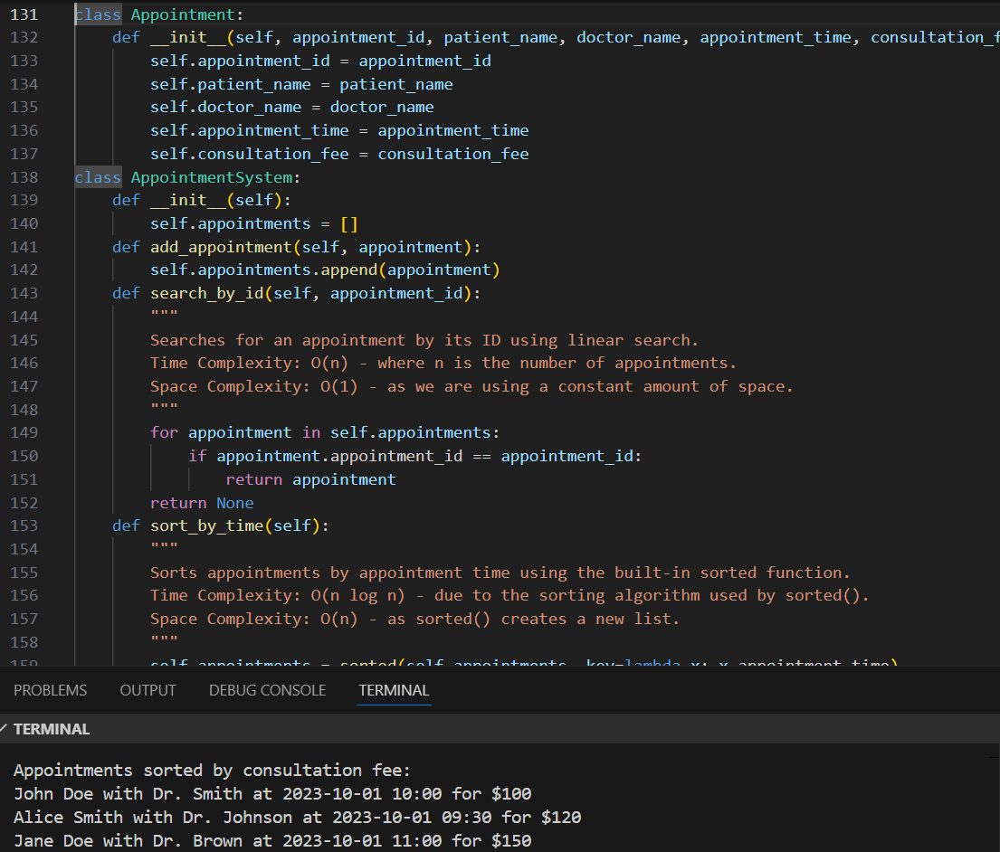 131 class Appointment:
132     def __init__(self, appointment_id, patient_name, doctor_name, appointment_time,
133         self.appointment_id = appointment_id
134         self.patient_name = patient_name
135         self.doctor_name = doctor_name
136         self.appointment_time = appointment_time
137         self.consultation_fee = consultation_fee
138 class AppointmentSystem:
139     def __init__(self):
140         self.appointments = []
141     def add_appointment(self, appointment):
142         self.appointments.append(appointment)
143     def search_by_id(self, appointment_id):
144         """
145         Searches for an appointment by its ID using linear search.
146         Time Complexity: O(n) - where n is the number of appointments.
147         Space Complexity: O(1) - as we are using a constant amount of space.
148         """
149         for appointment in self.appointments:
150             if appointment.appointment_id == appointment_id:
151                 return appointment
152         return None
153     def sort_by_time(self):
154         """
155         Sorts appointments by appointment time using the built-in sorted function.
156         Time Complexity: O(n log n) - due to the sorting algorithm used by sorted().
157         Space Complexity: O(n) - as sorted() creates a new list.
158         """
159         self.appointments = sorted(self.appointments, key=lambda x: x.appointment_time)
PROBLEMS OUTPUT DEBUG CONSOLE TERMINAL
TERMINAL
Appointments sorted by consultation fee:
John Doe with Dr. Smith at 2023-10-01 10:00 for $100
Alice Smith with Dr. Johnson at 2023-10-01 09:30 for $120
Jane Doe with Dr. Brown at 2023-10-01 11:00 for $150